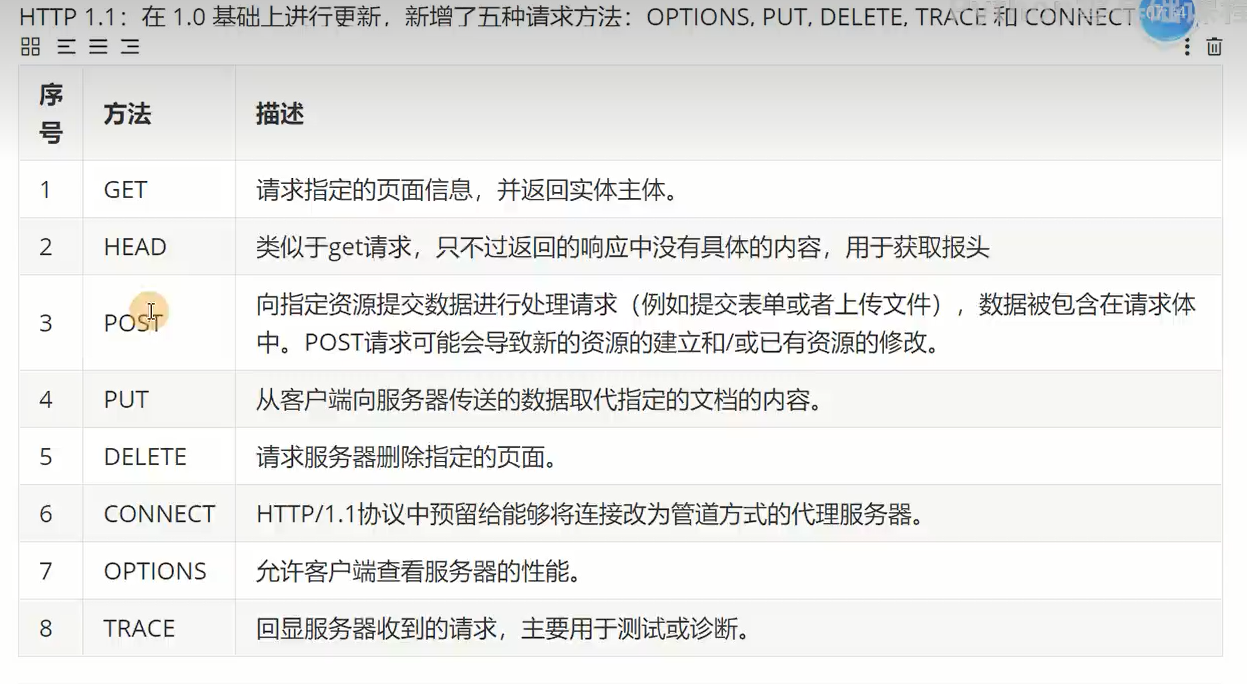 HTTP 1.1：在 1.0 基础上进行更新，新增了五种请求方法：OPTIONS, PUT, DELETE, TRACE 和 CONNECT
序号 方法 描述
1 GET 请求指定的页面信息，并返回实体主体。
2 HEAD 类似于get请求，只不过返回的响应中没有具体的内容，用于获取报头
3 POST 向指定资源提交数据进行处理请求（例如提交表单或者上传文件），数据被包含在请求体
中。POST请求可能会导致新的资源的建立和/或已有资源的修改。
4 PUT 从客户端向服务器传送的数据取代指定的文档的内容。
5 DELETE 请求服务器删除指定的页面。
6 CONNECT HTTP/1.1协议中预留给能够将连接改为管道方式的代理服务器。
7 OPTIONS 允许客户端查看服务器的性能。
8 TRACE 回显服务器收到的请求，主要用于测试或诊断。